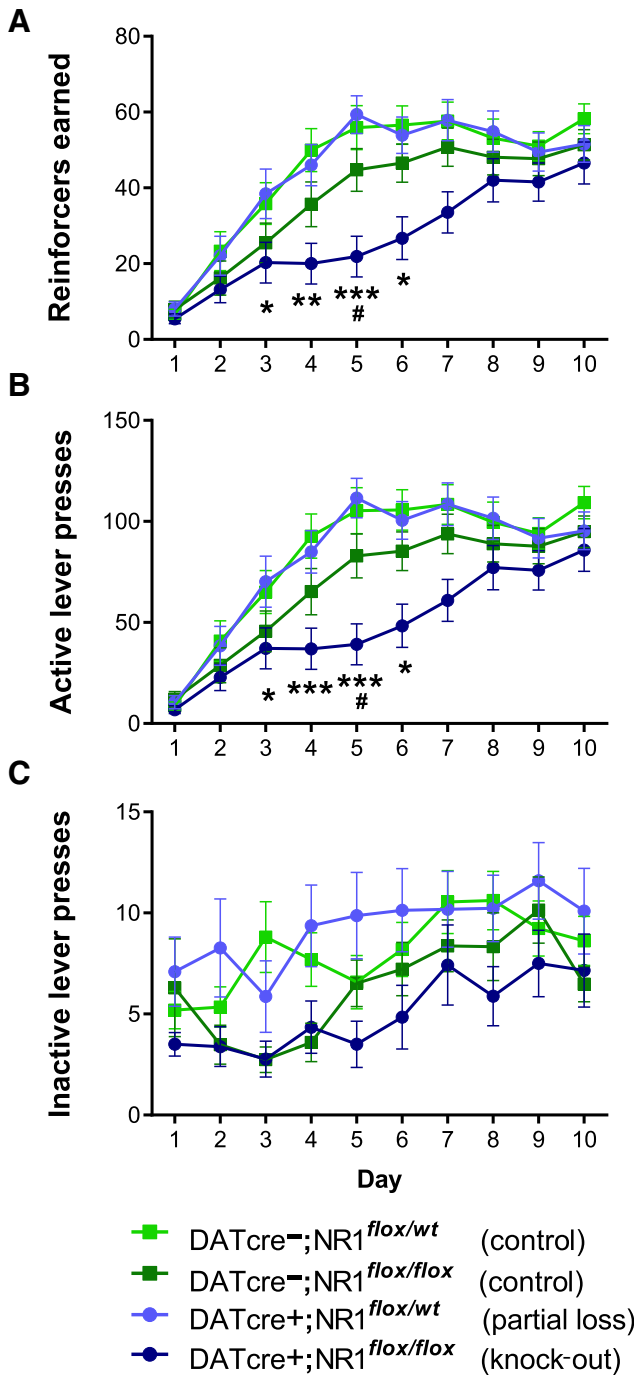 A
Reinforcers earned
80
60
40
20
0
* ** *** *
#
1 2 3 4 5 6 7 8 9 10
B
Active lever presses
150
100
50
0
* *** *** *
#
1 2 3 4 5 6 7 8 9 10
C
Inactive lever presses
15
10
5
0
1 2 3 4 5 6 7 8 9 10
Day
DATcre−;NR1flox/wt (control)
DATcre−;NR1flox/flox (control)
DATcre+;NR1flox/wt (partial loss)
DATcre+;NR1flox/flox (knock-out)